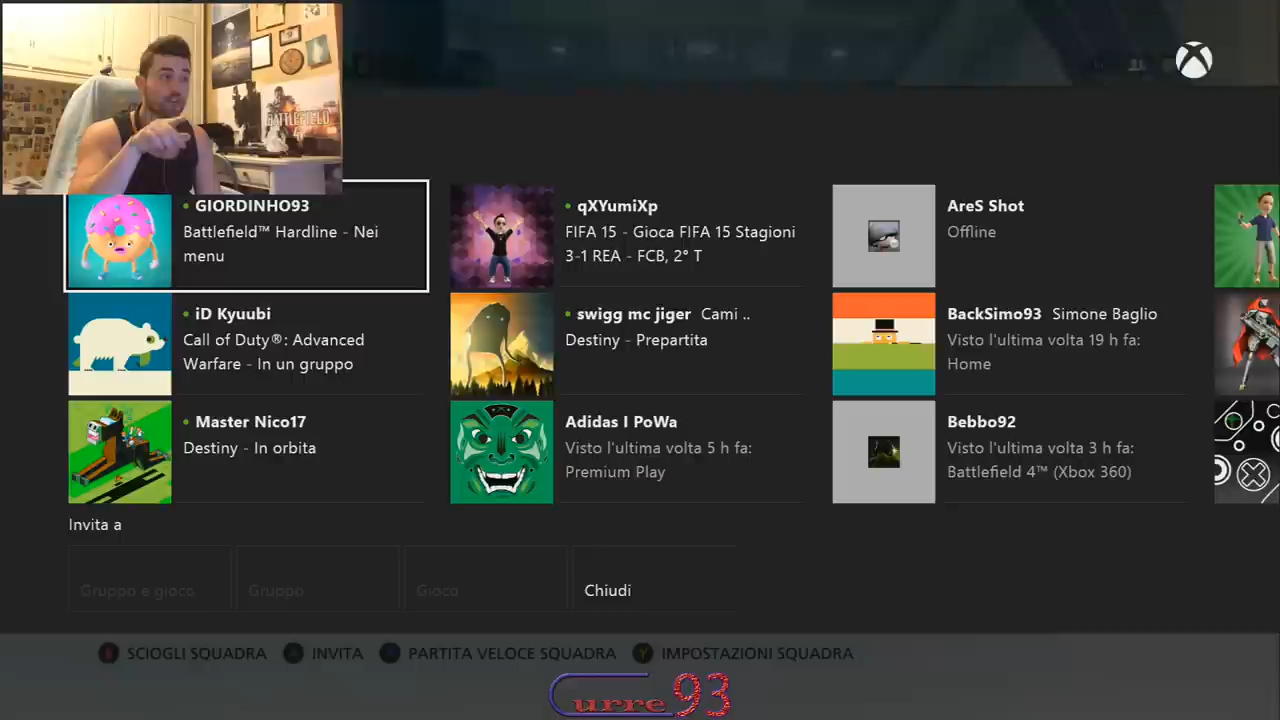 BATTLEFIELD
GIORDINHO93
Battlefield™ Hardline - Nei
menu
qXYumiXp
FIFA 15 - Gioca FIFA 15 Stagioni
3-1 REA - FCB, 2° T
AreS Shot
Offline
iD Kyuubi
Call of Duty®: Advanced
Warfare - In un gruppo
swigg mc jiger Cami ..
Destiny - Prepartita
BackSimo93 Simone Baglio
Visto l'ultima volta 19 h fa:
Home
Master Nico17
Destiny - In orbita
Adidas I PoWa
Visto l'ultima volta 5 h fa:
Premium Play
Bebbo92
Visto l'ultima volta 3 h fa:
Battlefield 4™ (Xbox 360)
Invita a
Gruppo e gioco
Gruppo
Gioco
Chiudi
SCIOGLI SQUADRA
INVITA
PARTITA VELOCE SQUADRA
Y IMPOSTAZIONI SQUADRA
Curre93